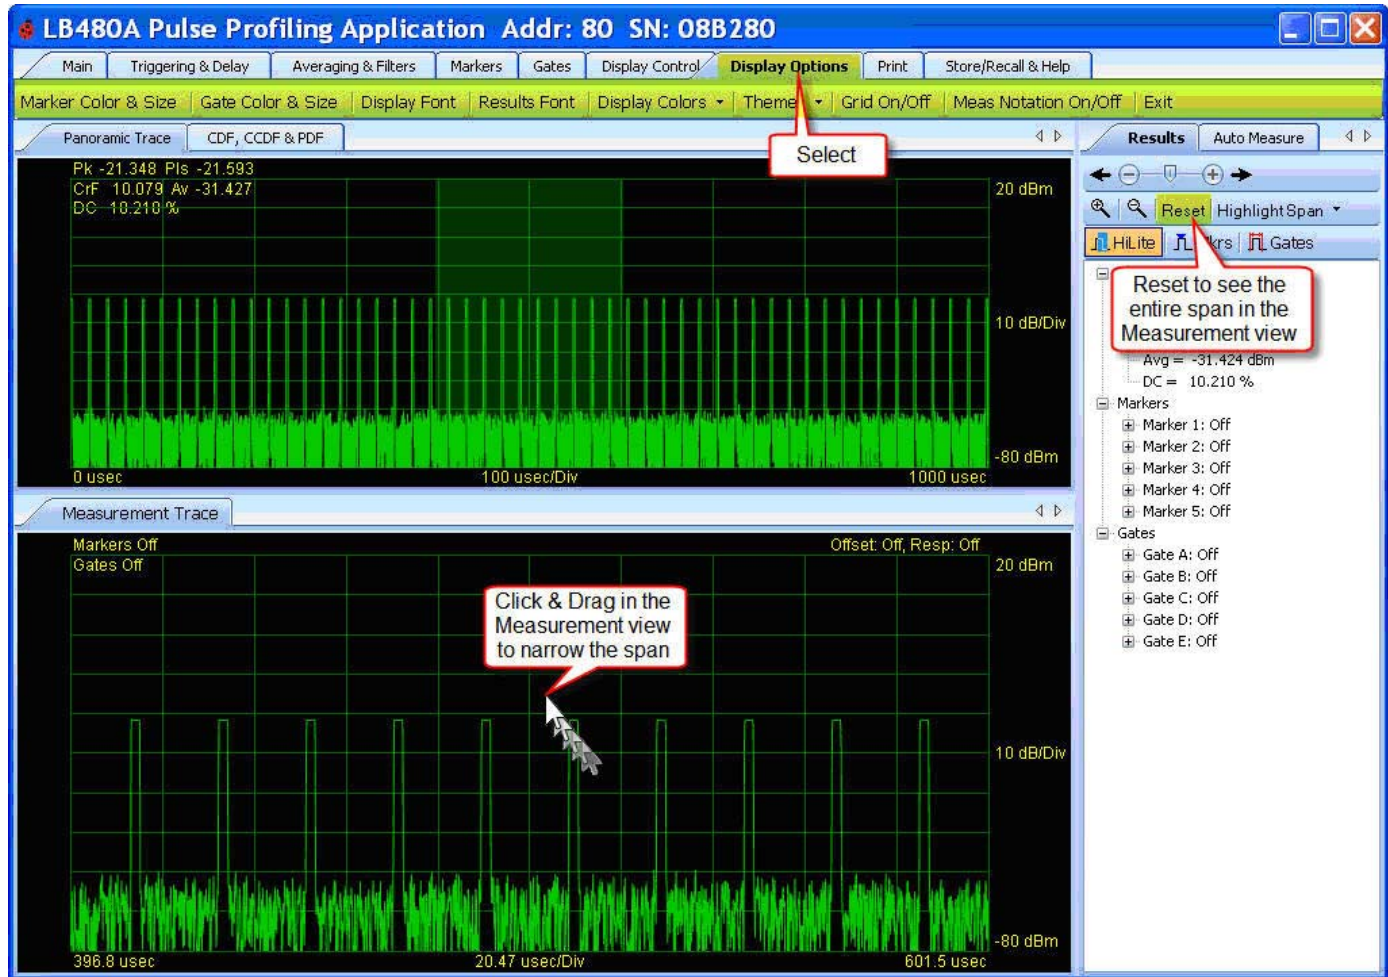 LB480A Pulse Profiling Application Addr: 80 SN: 08B280
Main Triggering & Delay Averaging & Filters Markers Gates Display Control Display Options Print Store/Recall & Help
Marker Color & Size Gate Color & Size Display Font Results Font Display Colors Theme Grid On/Off Meas Notation On/Off Exit
Select
Panoramic Trace CDF, CCDF & PDF
Pk -21.348 Pls -21.593
CrF 10.079 Av -31.427
DC 10.210 %
20 dBm
10 dB/Div
-80 dBm
0 usec 100 usec/Div 1000 usec
Measurement Trace
Markers Off
Gates Off
Offset: Off, Resp: Off
20 dBm
Click & Drag in the
Measurement view
to narrow the span
10 dB/Div
-80 dBm
396.8 usec 20.47 usec/Div 601.5 usec
Results Auto Measure
Reset Highlight Span
HiLite krs Gates
Reset to see the
entire span in the
Measurement view
Avg = -31.424 dBm
DC = 10.210 %
Markers
Marker 1: Off
Marker 2: Off
Marker 3: Off
Marker 4: Off
Marker 5: Off
Gates
Gate A: Off
Gate B: Off
Gate C: Off
Gate D: Off
Gate E: Off